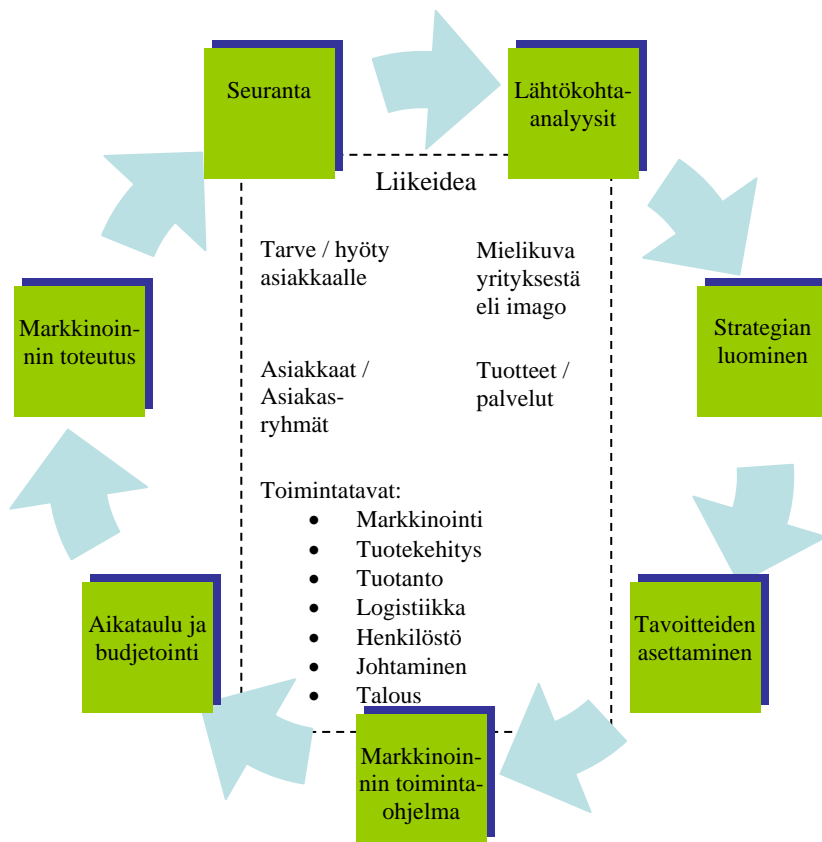 Seuranta
Lähtökohta-
analyysit
Liikeidea
Tarve / hyöty
asiakkaalle
Mielikuva
yrityksestä
eli imago
Markkinoin-
nin toteutus
Strategian
luominen
Asiakkaat /
Asiakas-
ryhmät
Tuotteet /
palvelut
Toimintatavat:
• Markkinointi
• Tuotekehitys
• Tuotanto
• Logistiikka
• Henkilöstö
• Johtaminen
• Talous
Aikataulu ja
budjetointi
Tavoitteiden
asettaminen
Markkinoin-
nin toiminta-
ohjelma